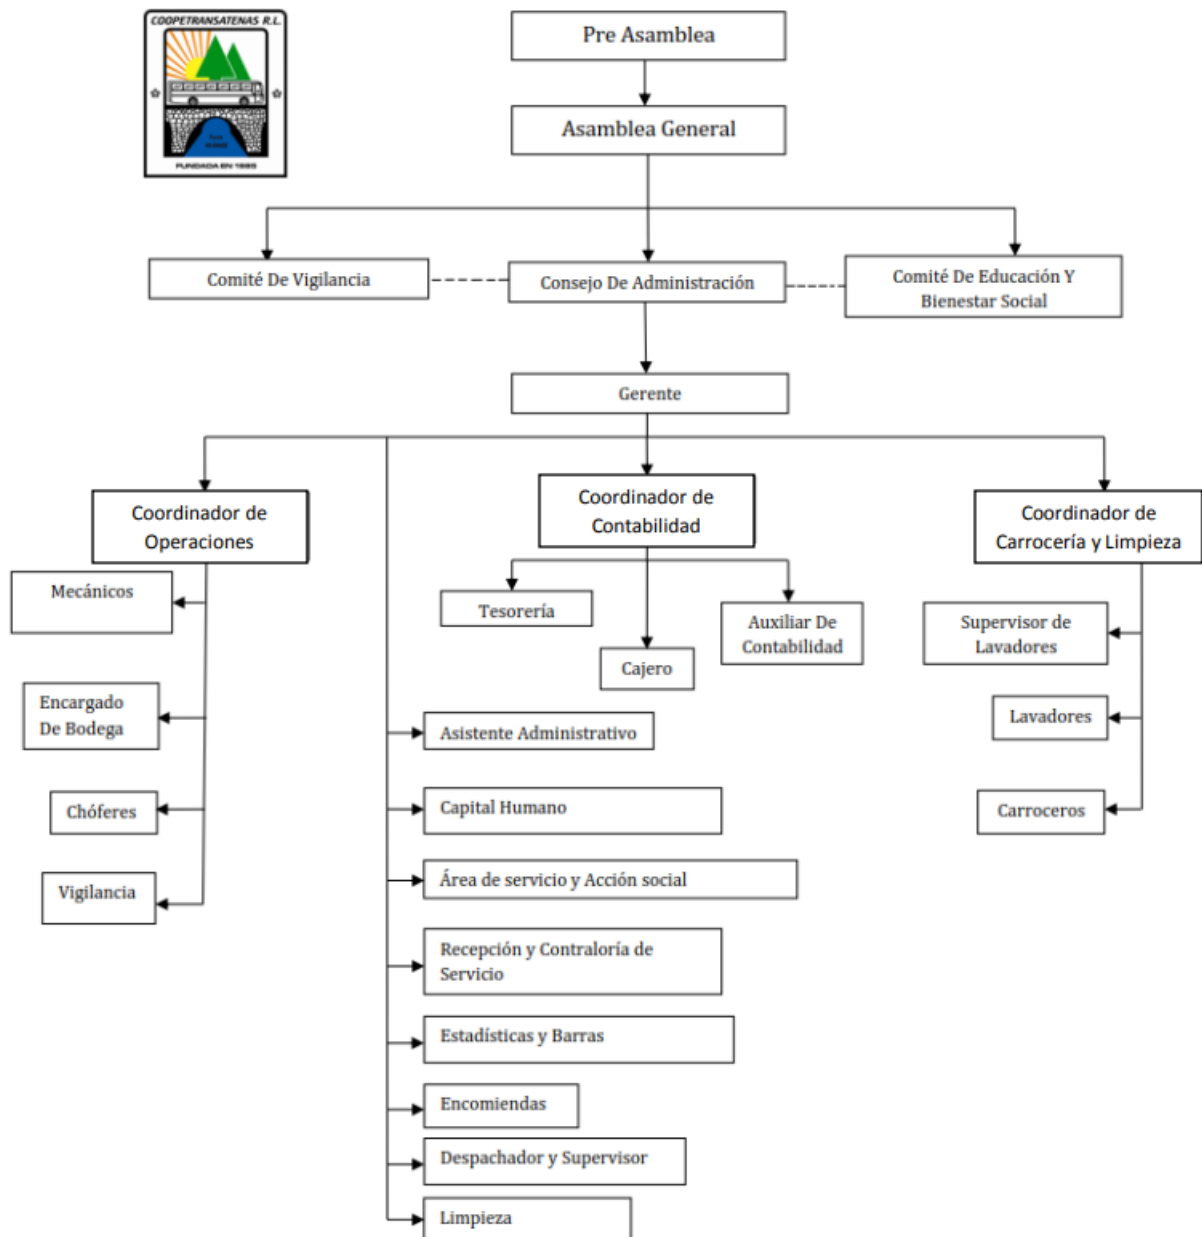 COOPETRANSATENAS R.L.
FUNDADA EN 1985
Pre Asamblea
Asamblea General
Comité De Vigilancia
Consejo De Administración
Comité De Educación Y
Bienestar Social
Gerente
Coordinador de
Operaciones
Coordinador de
Contabilidad
Coordinador de
Carrocería y Limpieza
Mecánicos
Encargado
De Bodega
Chóferes
Vigilancia
Tesorería
Cajero
Auxiliar De
Contabilidad
Supervisor de
Lavadores
Lavadores
Carroceros
Asistente Administrativo
Capital Humano
Área de servicio y Acción social
Recepción y Contraloría de
Servicio
Estadísticas y Barras
Encomiendas
Despachador y Supervisor
Limpieza